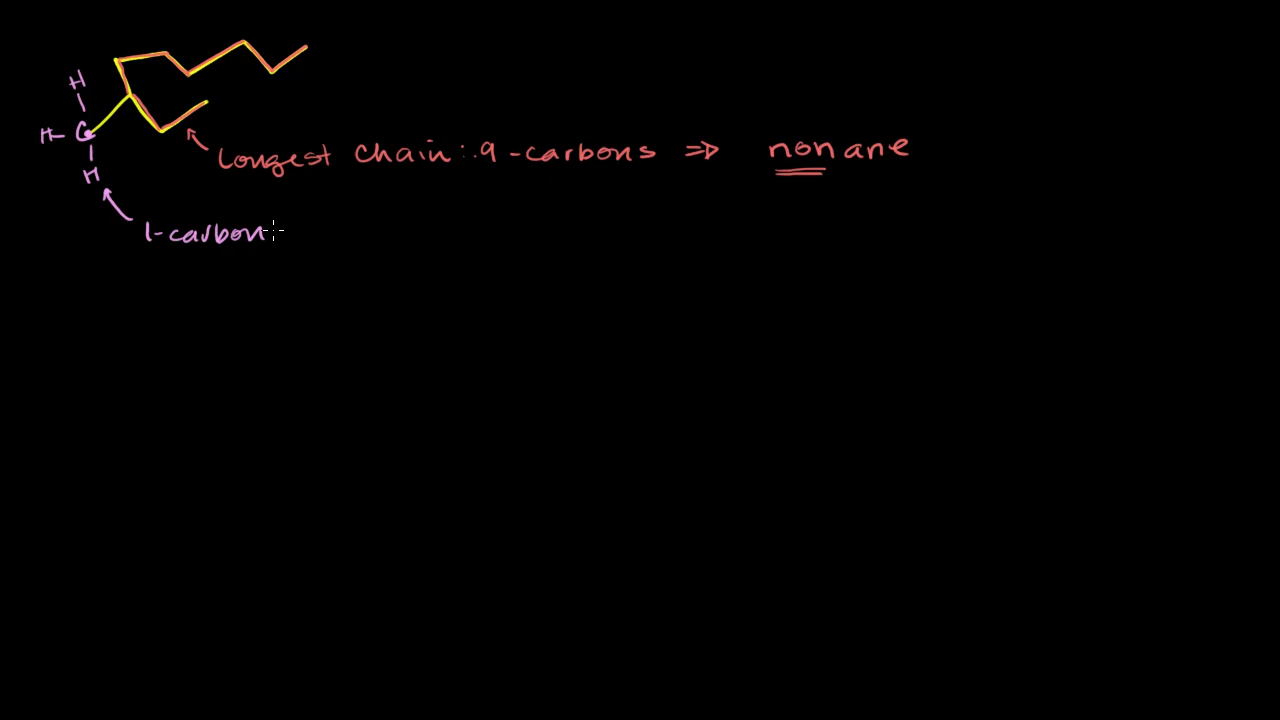 H
H- C
Longest Chain: 9-carbons ⇒ nonane
H
1-carbon